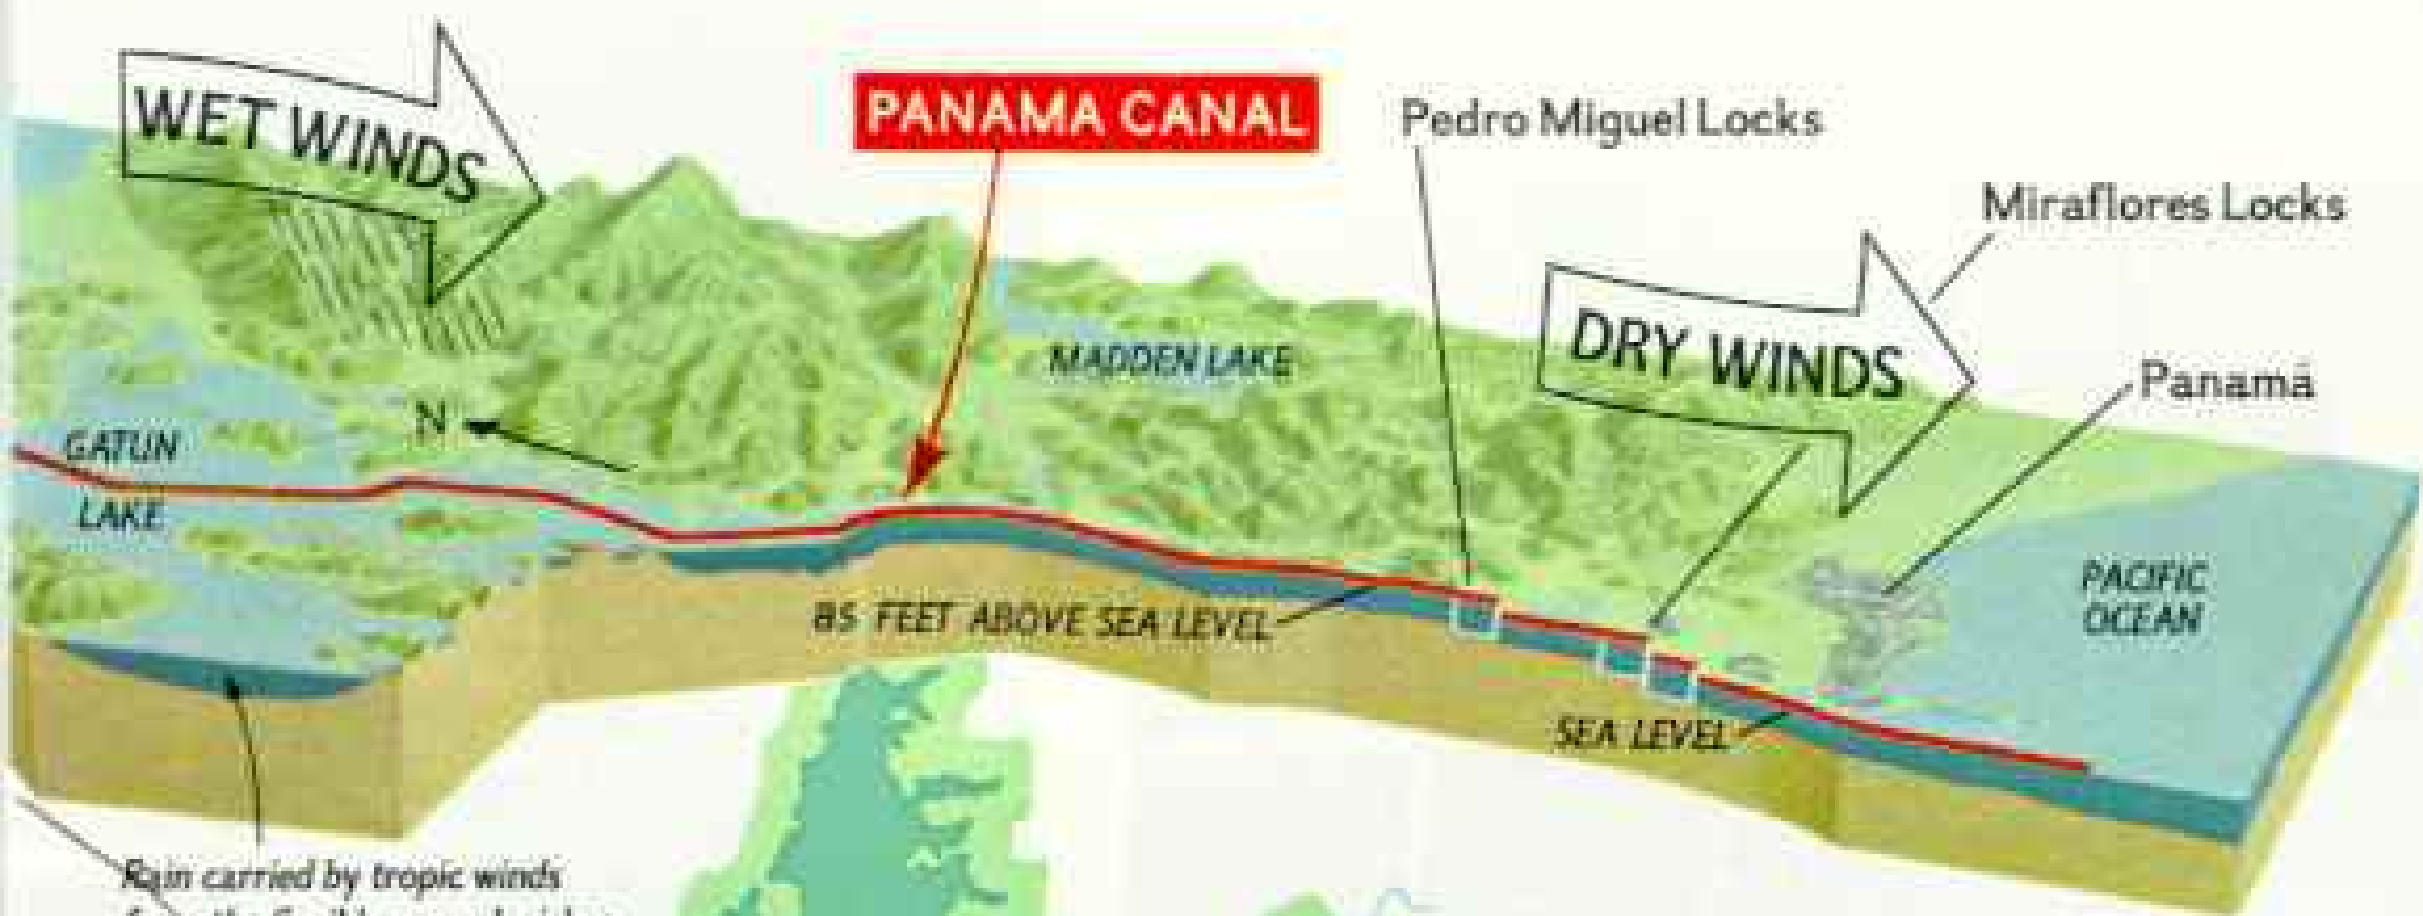 WET WINDS
PANAMA CANAL
Pedro Miguel Locks
Miraflores Locks
DRY WINDS
MADDEN LAKE
Panamá
N
GATUN
LAKE
PACIFIC
OCEAN
85 FEET ABOVE SEA LEVEL
SEA LEVEL
Rain carried by tropic winds